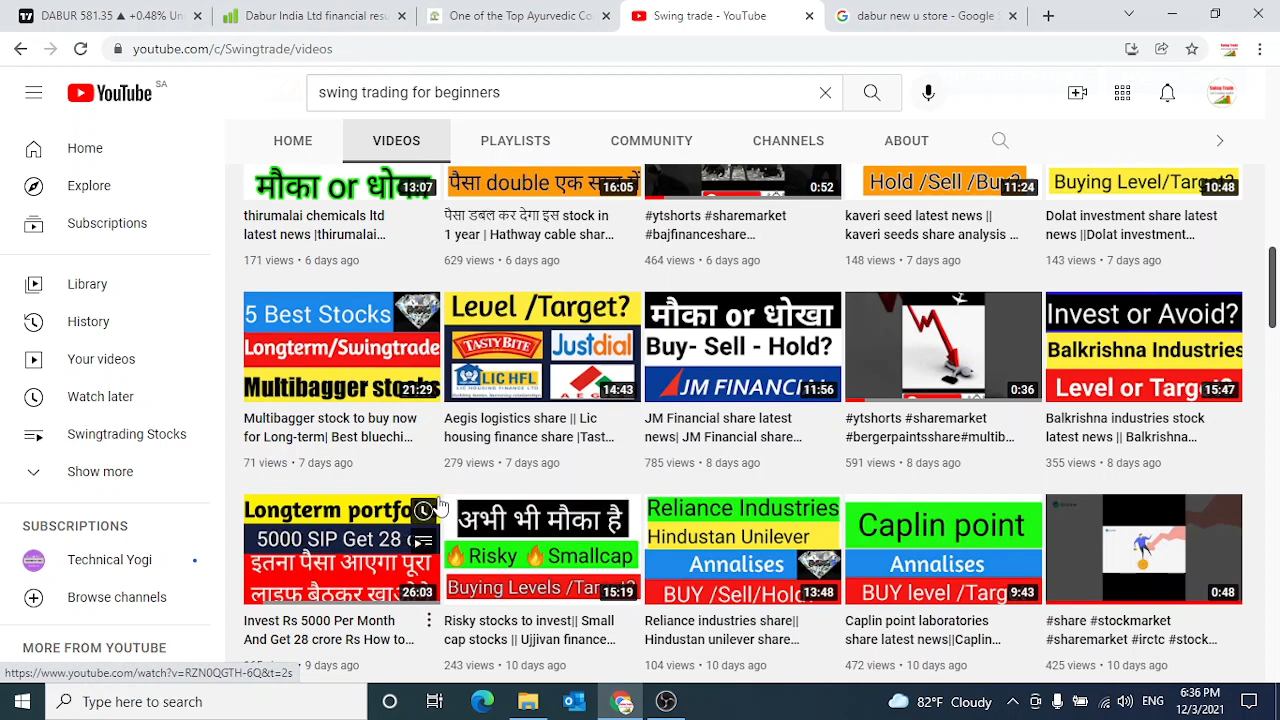 DABUR 581.35 ▲ +0.48% Un
Dabur Ltd financial resu
One of the Top Ayurvedic Co
Swing trade - YouTube
dabur new u share - Google S
youtube.com/c/Swingtrade/videos
YouTube SA
swing trading for beginners
HOME
VIDEOS
PLAYLISTS
COMMUNITY
CHANNELS
ABOUT
Home
Explore
Subscriptions
Library
History
Your videos
Watch later
Swingtrading Stocks
Show more
SUBSCRIPTIONS
Technical Yogi
Browse channels
MORE FROM YOUTUBE
मौका or
13:07
thirumalai chemicals ltd
latest news |thirumalai...
171 views • 6 days ago
पैसा double एक
16:05
पैसा डबल कर देगा इस stock in
1 year | Hathway cable shar...
629 views • 6 days ago
0:52
#ytshorts #sharemarket
#bajfinanceshare...
464 views • 6 days ago
Hold /Sell /Buy?
11:24
kaveri seed latest news ||
kaveri seeds share analysis ...
148 views • 7 days ago
Buying Level/Target?
10:48
Dolat investment share latest
news ||Dolat investment...
143 views • 7 days ago
5 Best Stocks
Longterm/Swingtrade
Multibagger stocks
21:29
Multibagger stock to buy now
for Long-term| Best bluechi...
71 views • 7 days ago
Level /Target?
TASTY BITE
Justdial
LIC HFL
LIC HOUSING FINANCE LTD
A E G
14:43
Aegis logistics share || Lic
housing finance share |Tast...
279 views • 7 days ago
मौका or धोखा
Buy- Sell - Hold?
JM FINANCIAL
11:56
JM Financial share latest
news| JM Financial share...
785 views • 8 days ago
0:36
#ytshorts #sharemarket
#bergerpaintsshare#multib...
591 views • 8 days ago
Invest or Avoid?
Balkrishna Industries
Level or Targ
15:47
Balkrishna industries stock
latest news || Balkrishna...
355 views • 8 days ago
Longterm portfo
5000 SIP Get 28 c
इतना पैसा आएगा पूरा
लाइफ बैठकर
26:03
Invest Rs 5000 Per Month
And Get 28 crore Rs How to...
9 days ago
अभी भी मौका है
🔥Risky 🔥Smallcap
Buying Levels /Target?
15:19
Risky stocks to invest|| Small
cap stocks || Ujjivan finance...
243 views • 10 days ago
Reliance Industries
Hindustan Unilever
Annalises
BUY /Sell/Hold
13:48
Reliance industries share||
Hindustan unilever share...
104 views • 10 days ago
Caplin point
Annalises
BUY level /Targ
9:43
Caplin point laboratories
share latest news||Caplin...
472 views • 10 days ago
0:48
#share #stockmarket
#sharemarket #irctc #stock...
425 views • 10 days ago
https://www.youtube.com/watch?v=RZN0QGTH-6Q&t=2s
Type here to search
82°F Cloudy
ENG
6:36 PM
12/3/2021